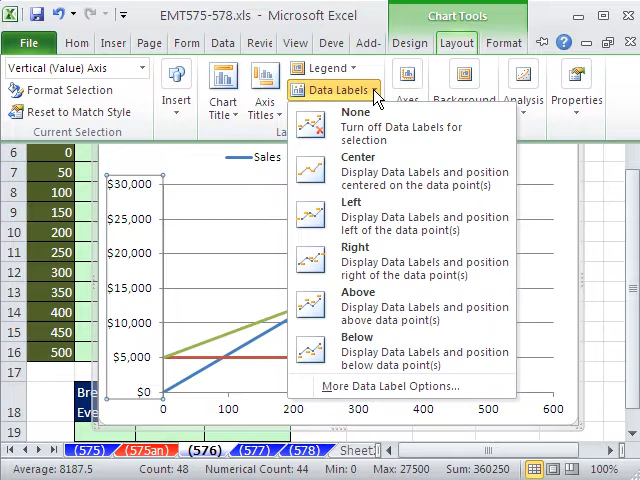 EMT575-578.xls - Microsoft Excel
Chart Tools
File
Home
Inser
Page
Form
Data
Revie
View
Deve
Add-
Design
Layout
Format
Vertical (Value) Axis
Format Selection
Reset to Match Style
Current Selection
Insert
Chart Title
Axis Titles
Legend
Data Labels
La
Axes
Background
Analysis
Properties
None
Turn off Data Labels for
selection
Center
Display Data Labels and position
centered on the data point(s)
Left
Display Data Labels and position
left of the data point(s)
Right
Display Data Labels and position
right of the data point(s)
Above
Display Data Labels and position
above data point(s)
Below
Display Data Labels and position
below data point(s)
More Data Label Options...
6 0
7 50
8 100
9 150
10 200
11 250
12 300
13 350
14 400
15 450
16 500
17
18
19
Bre
Eve
Sales
$30,000
$25,000
$20,000
$15,000
$10,000
$5,000
$0
0 100 200 300 400 500 600
(575) (575an) (576) (577) (578) Sheet
Average: 8187.5 Count: 48 Numerical Count: 44 Min: 0 Max: 27500 Sum: 360250 100%